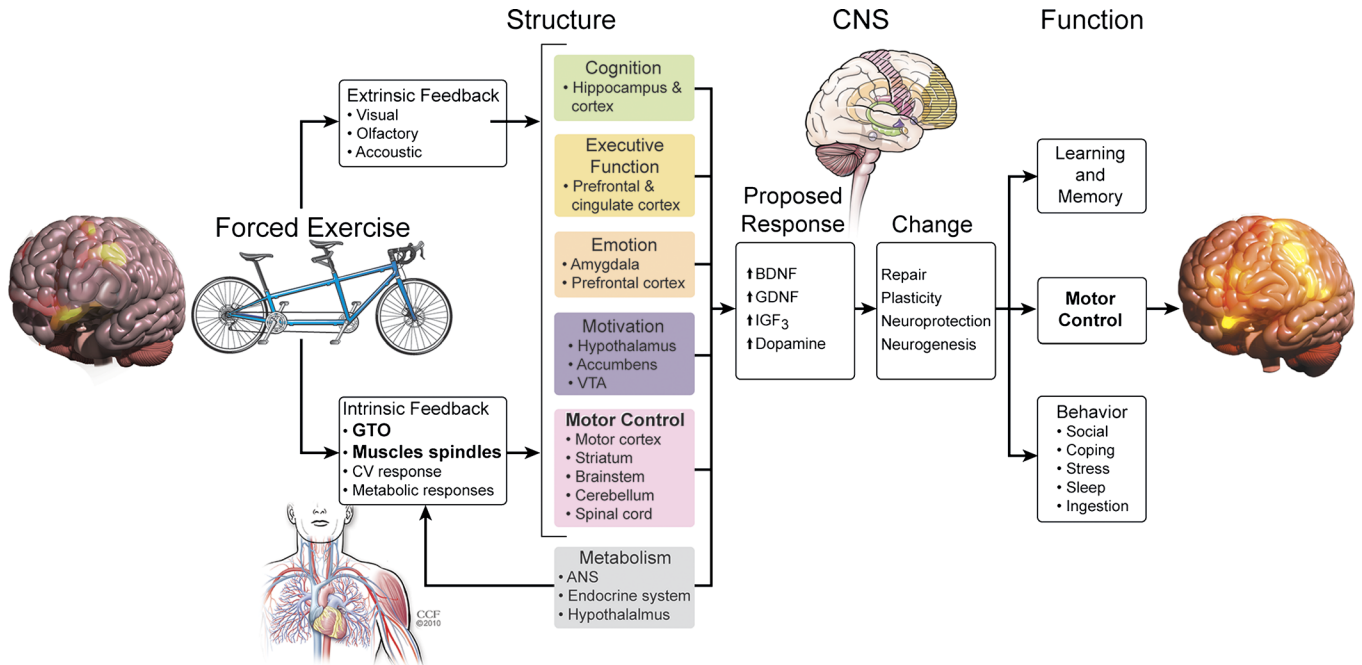 Structure
CNS
Function
Extrinsic Feedback
• Visual
• Olfactory
• Accoustic
Forced Exercise
Intrinsic Feedback
• GTO
• Muscles spindles
• CV response
• Metabolic responses
CCF
©2010
Cognition
• Hippocampus &
cortex
Executive
Function
• Prefrontal &
cingulate cortex
Emotion
• Amygdala
• Prefrontal cortex
Motivation
• Hypothalamus
• Accumbens
• VTA
Motor Control
• Motor cortex
• Striatum
• Brainstem
• Cerebellum
• Spinal cord
Metabolism
• ANS
• Endocrine system
• Hypothalalmus
Proposed
Response
⬆BDNF
⬆GDNF
⬆IGF₃
⬆Dopamine
Change
Repair
Plasticity
Neuroprotection
Neurogenesis
Learning
and
Memory
Motor
Control
Behavior
• Social
• Coping
• Stress
• Sleep
• Ingestion